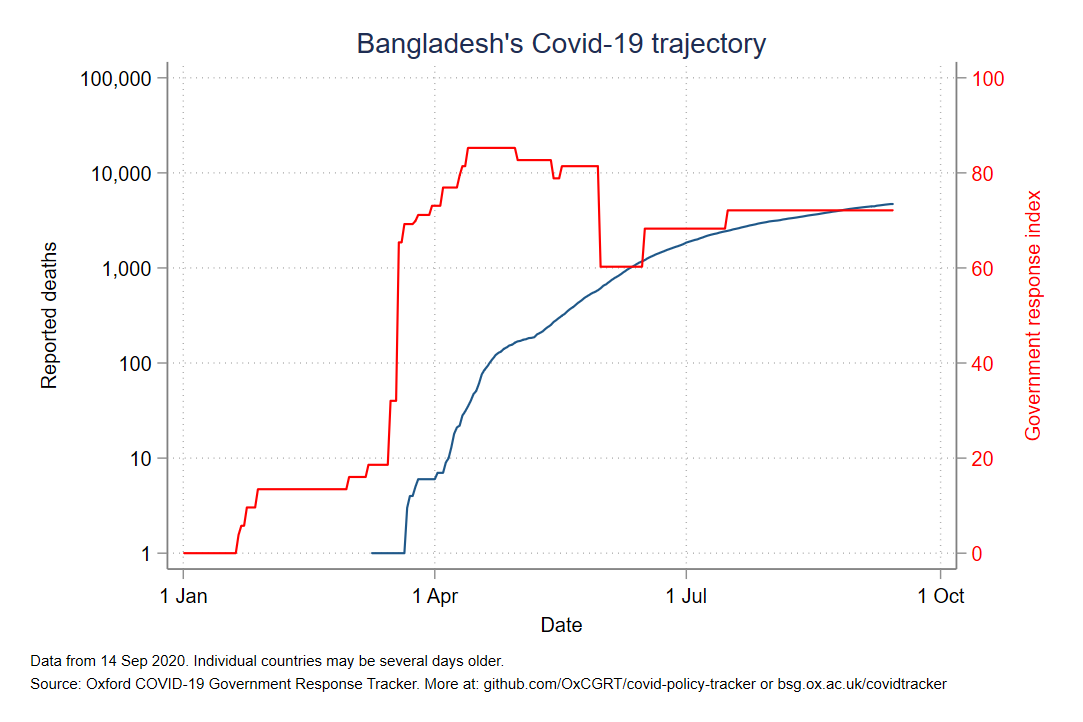 Bangladesh's Covid-19 trajectory
100,000
10,000
1,000
100
10
1
Reported deaths
100
80
60
40
20
0
Government response index
1 Jan
1 Apr
1 Jul
1 Oct
Date
Data from 14 Sep 2020. Individual countries may be several days older.
Source: Oxford COVID-19 Government Response Tracker. More at: github.com/OxCGRT/covid-policy-tracker or bsg.ox.ac.uk/covidtracker